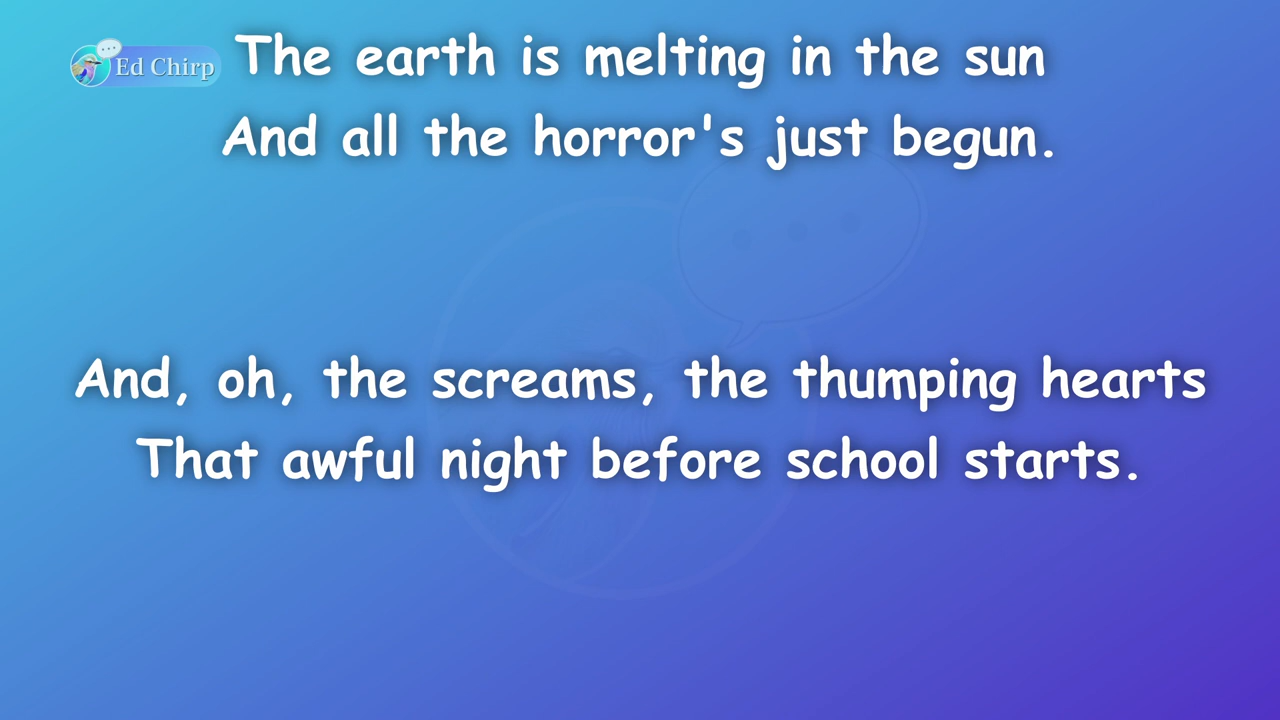 Ed Chirp
The earth is melting in the sun
And all the horror's just begun.
And, oh, the screams, the thumping hearts
That awful night before school starts.